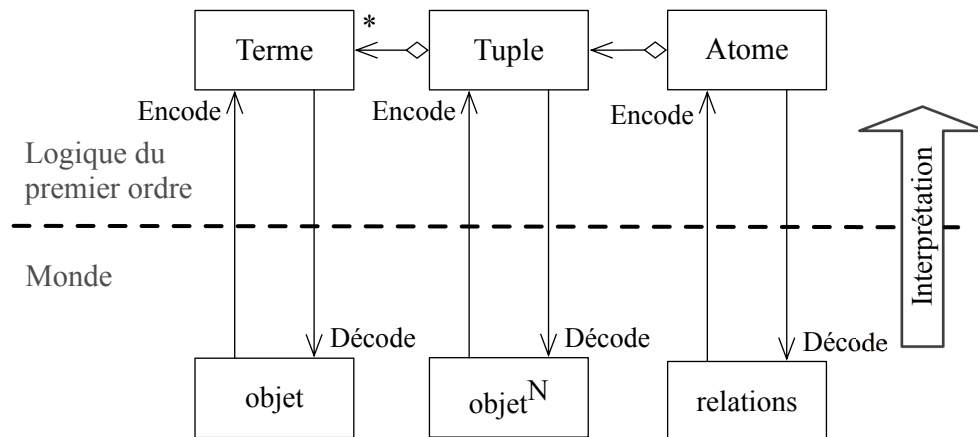 *
Terme
Tuple
Atome
Encode
Encode
Encode
Logique du
premier ordre
Interprétation
Monde
Décode
Décode
Décode
objet
objetN
relations